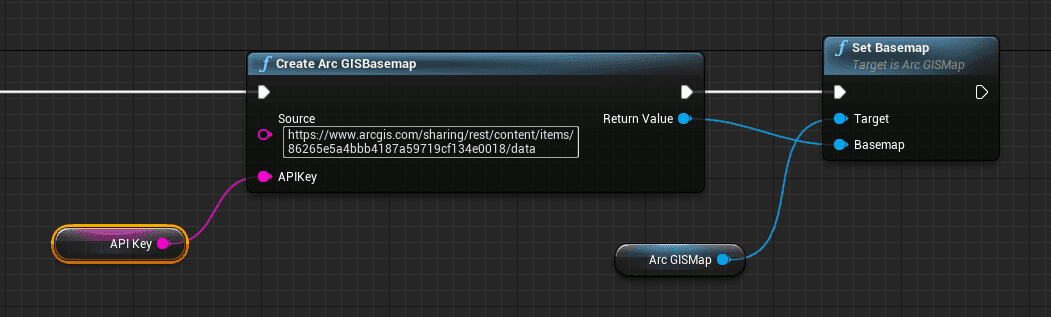 Create Arc GISBasemap
Source
https://www.arcgis.com/sharing/rest/content/items/
86265e5a4bbb4187a59719cf134e0018/data
Return Value
APIKey
API Key
Set Basemap
Target is Arc GISMap
Target
Basemap
Arc GISMap